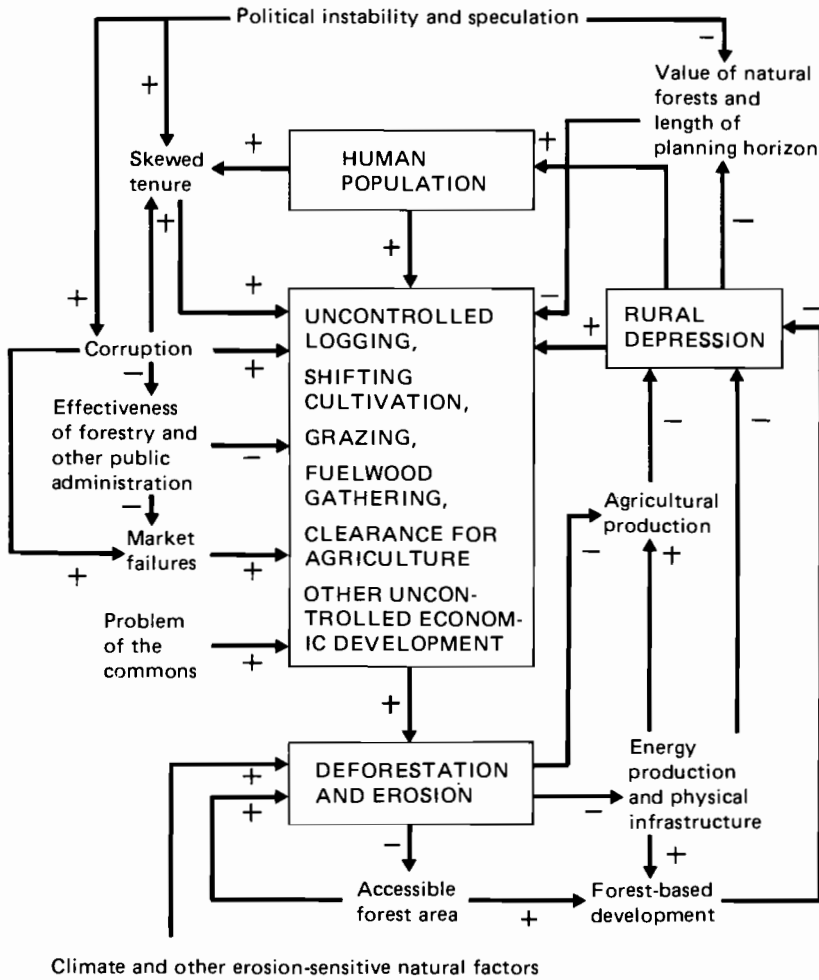 Political instability and speculation
Value of natural
forests and
length of
planning horizon
Skewed
tenure
HUMAN
POPULATION
UNCONTROLLED
LOGGING,
SHIFTING
CULTIVATION,
GRAZING,
FUELWOOD
GATHERING,
CLEARANCE FOR
AGRICULTURE
OTHER UNCON-
TROLLED ECONOM-
IC DEVELOPMENT
RURAL
DEPRESSION
Corruption
Effectiveness
of forestry and
other public
administration
Market
failures
Problem
of the
commons
Agricultural
production
DEFORESTATION
AND EROSION
Energy
production
and physical
infrastructure
Accessible
forest area
Forest-based
development
Climate and other erosion-sensitive natural factors